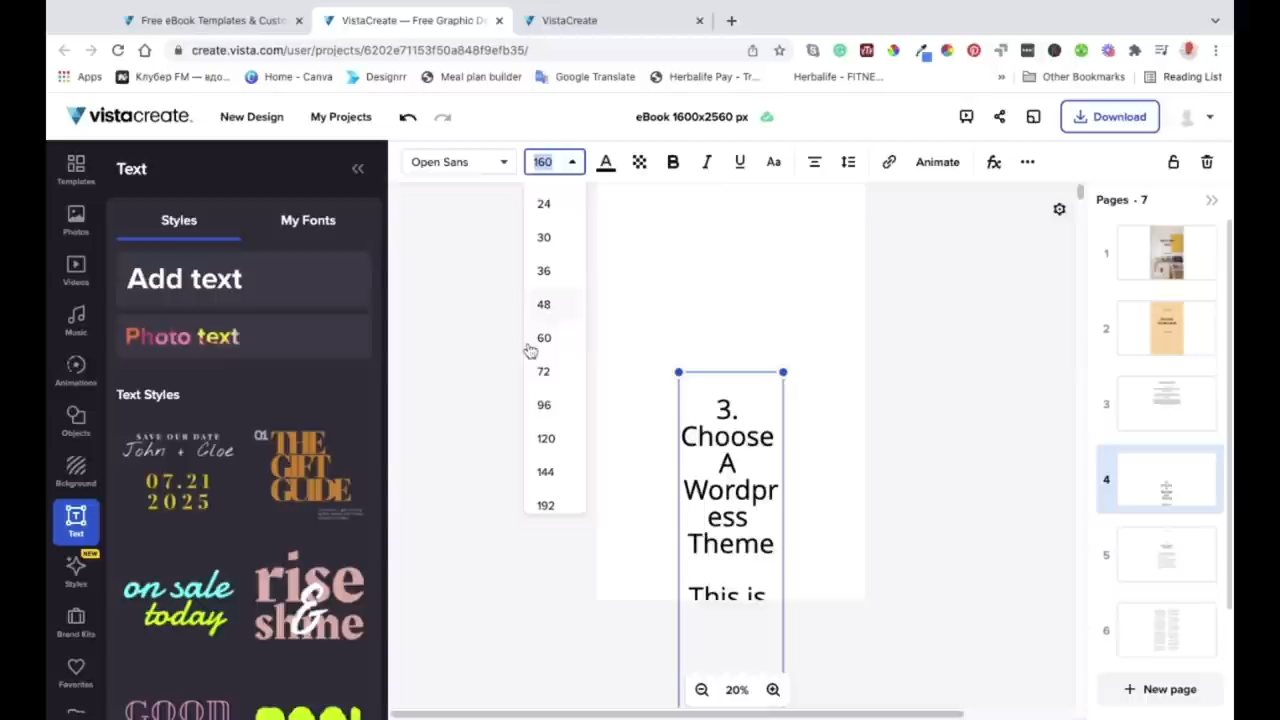 Free eBook Templates & Custo
VistaCreate — Free Graphic De
VistaCreate
create.vista.com/user/projects/6202e71153f50a848f9efb35/
Apps
Клубер FM — вдо...
Home - Canva
Designrr
Meal plan builder
Google Translate
Herbalife Pay - Tr...
Herbalife - FITNE...
»
Other Bookmarks
Reading List
vistacreate.
New Design
My Projects
eBook 1600x2560 px
Download
Text
Open Sans
160
Aa
Animate
fx
Templates
Photos
Videos
Music
Animations
Objects
Background
Text
NEW
Styles
Brand Kits
Favorites
Styles
My Fonts
Add text
Photo text
Text Styles
SAVE OUR DATE
John + Cloe
07.21
2025
01 THE
GIFT
GUIDE
on sale
today
rise
&
shine
GOOD
24
30
36
48
60
72
96
120
144
192
3.
Choose
A
Wordpr
ess
Theme
This is
20%
Pages · 7
1
2
3
4
5
6
New page